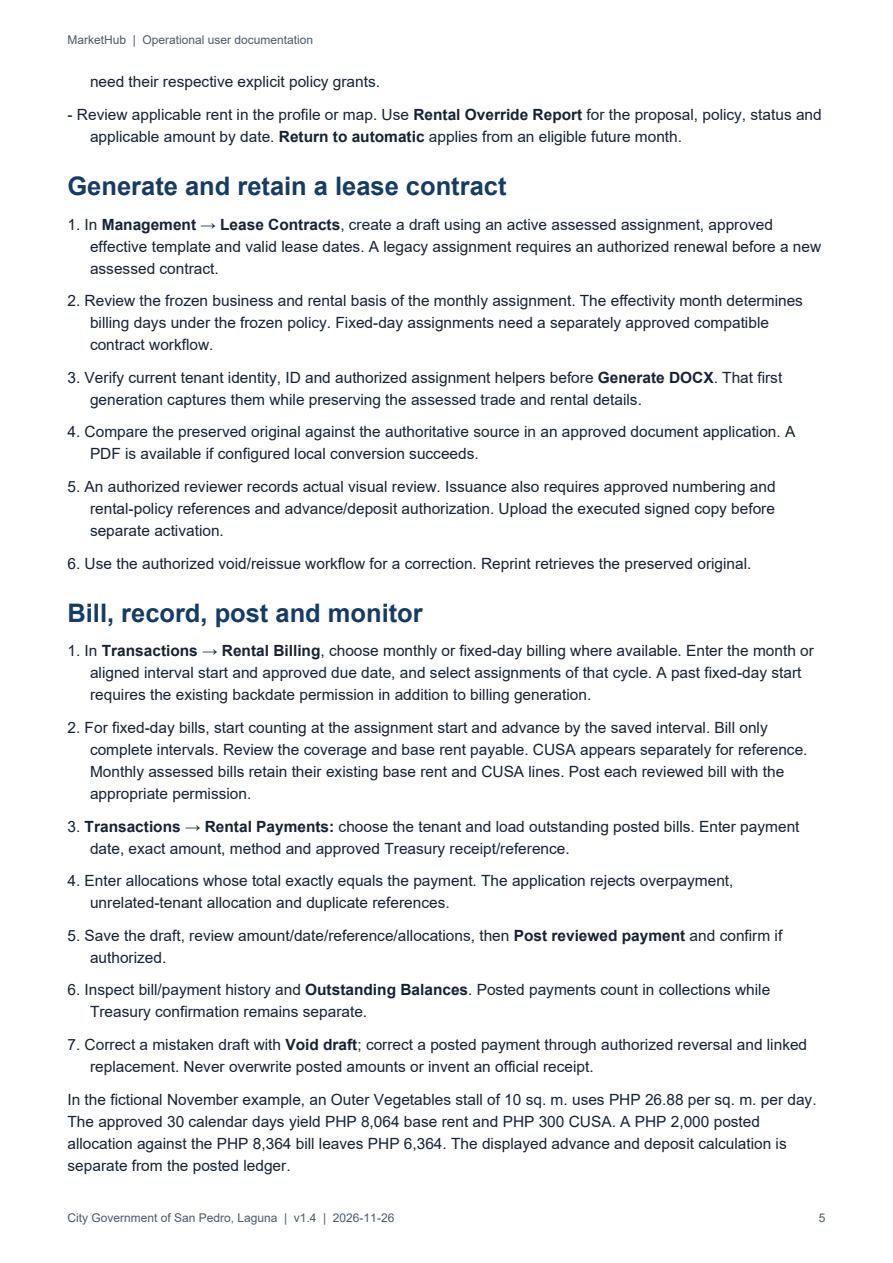 MarketHub | Operational user documentation
need their respective explicit policy grants.
- Review applicable rent in the profile or map. Use Rental Override Report for the proposal, policy, status and
applicable amount by date. Return to automatic applies from an eligible future month.
Generate and retain a lease contract
1. In Management → Lease Contracts, create a draft using an active assessed assignment, approved
effective template and valid lease dates. A legacy assignment requires an authorized renewal before a new
assessed contract.
2. Review the frozen business and rental basis of the monthly assignment. The effectivity month determines
billing days under the frozen policy. Fixed-day assignments need a separately approved compatible
contract workflow.
3. Verify current tenant identity, ID and authorized assignment helpers before Generate DOCX. That first
generation captures them while preserving the assessed trade and rental details.
4. Compare the preserved original against the authoritative source in an approved document application. A
PDF is available if configured local conversion succeeds.
5. An authorized reviewer records actual visual review. Issuance also requires approved numbering and
rental-policy references and advance/deposit authorization. Upload the executed signed copy before
separate activation.
6. Use the authorized void/reissue workflow for a correction. Reprint retrieves the preserved original.
Bill, record, post and monitor
1. In Transactions → Rental Billing, choose monthly or fixed-day billing where available. Enter the month or
aligned interval start and approved due date, and select assignments of that cycle. A past fixed-day start
requires the existing backdate permission in addition to billing generation.
2. For fixed-day bills, start counting at the assignment start and advance by the saved interval. Bill only
complete intervals. Review the coverage and base rent payable. CUSA appears separately for reference.
Monthly assessed bills retain their existing base rent and CUSA lines. Post each reviewed bill with the
appropriate permission.
3. Transactions → Rental Payments: choose the tenant and load outstanding posted bills. Enter payment
date, exact amount, method and approved Treasury receipt/reference.
4. Enter allocations whose total exactly equals the payment. The application rejects overpayment,
unrelated-tenant allocation and duplicate references.
5. Save the draft, review amount/date/reference/allocations, then Post reviewed payment and confirm if
authorized.
6. Inspect bill/payment history and Outstanding Balances. Posted payments count in collections while
Treasury confirmation remains separate.
7. Correct a mistaken draft with Void draft; correct a posted payment through authorized reversal and linked
replacement. Never overwrite posted amounts or invent an official receipt.
In the fictional November example, an Outer Vegetables stall of 10 sq. m. uses PHP 26.88 per sq. m. per day.
The approved 30 calendar days yield PHP 8,064 base rent and PHP 300 CUSA. A PHP 2,000 posted
allocation against the PHP 8,364 bill leaves PHP 6,364. The displayed advance and deposit calculation is
separate from the posted ledger.
City Government of San Pedro, Laguna | v1.4 | 2026-11-26
5